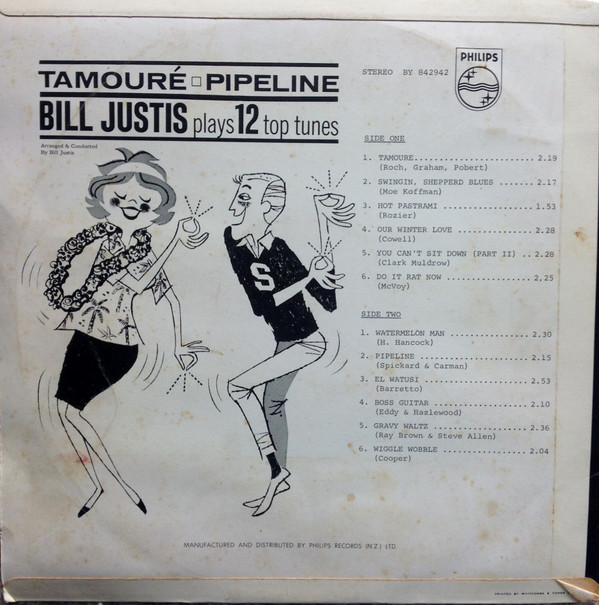 TAMOURÉ □ PIPELINE
BILL JUSTIS plays 12 top tunes
Arranged & Conducted
By Bill Justis
STEREO BY 842942
PHILIPS
S
SIDE ONE
1. TAMOURE.................... 2.19
(Roch, Graham, Pobert)
2. SWINGIN, SHEPPERD BLUES ....... 2.17
(Moe Koffman)
3. HOT PASTRAMI ................. 1.53
(Rozier)
4. OUR WINTER LOVE .............. 2.28
(Cowell)
5. YOU CAN'T SIT DOWN (PART II) .. 2.28
(Clark Muldrow)
6. DO IT RAT NOW ................ 2,25
(McVoy)
SIDE TWO
1. WATERMELON MAN ............... 2.30
(H. Hancock)
2. PIPELINE ..................... 2.15
(Spickard & Carman)
3. EL WATUSI .................... 2.53
(Barretto)
4. BOSS GUITAR .................. 2.10
(Eddy & Hazlewood)
5. GRAVY WALTZ .................. 2.36
(Ray Brown & Steve Allen)
6. WIGGLE WOBBLE ................ 2.04
(Cooper)
MANUFACTURED AND DISTRIBUTED BY PHILIPS RECORDS (N.Z.) LTD.
PRINTED BY